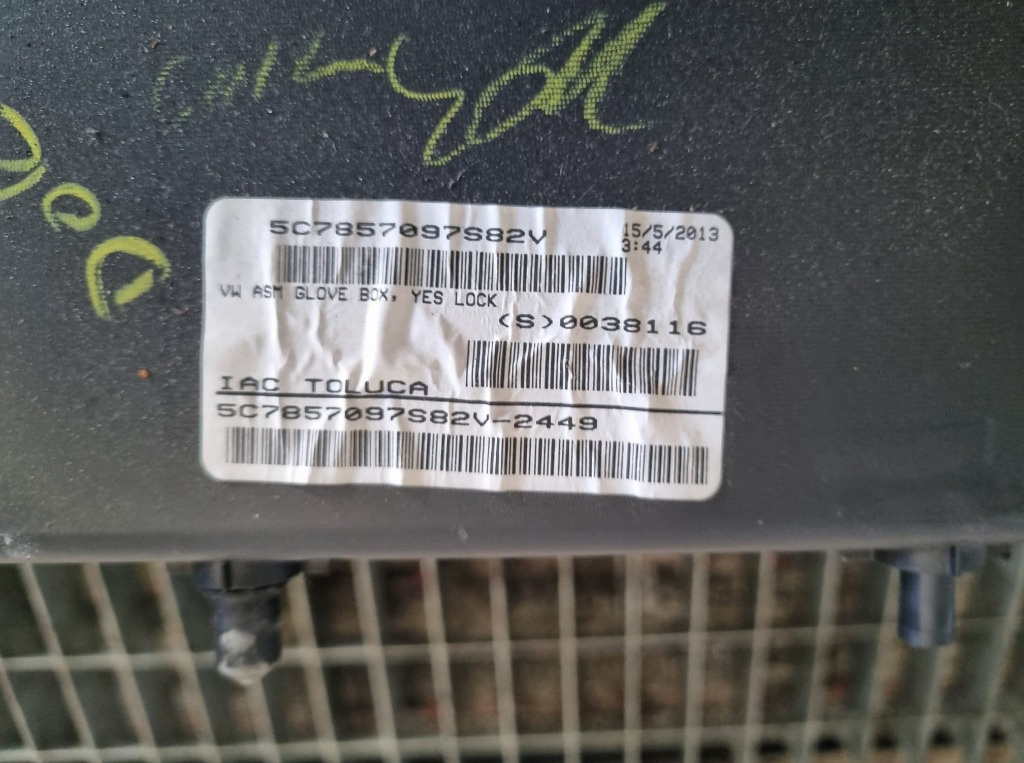 5C7857097S82V
15/5/2013
3:44
VW ASM GLOVE BOX, YES LOCK
(S)0038116
IAC TOLUCA
5C7857097S82V-2449